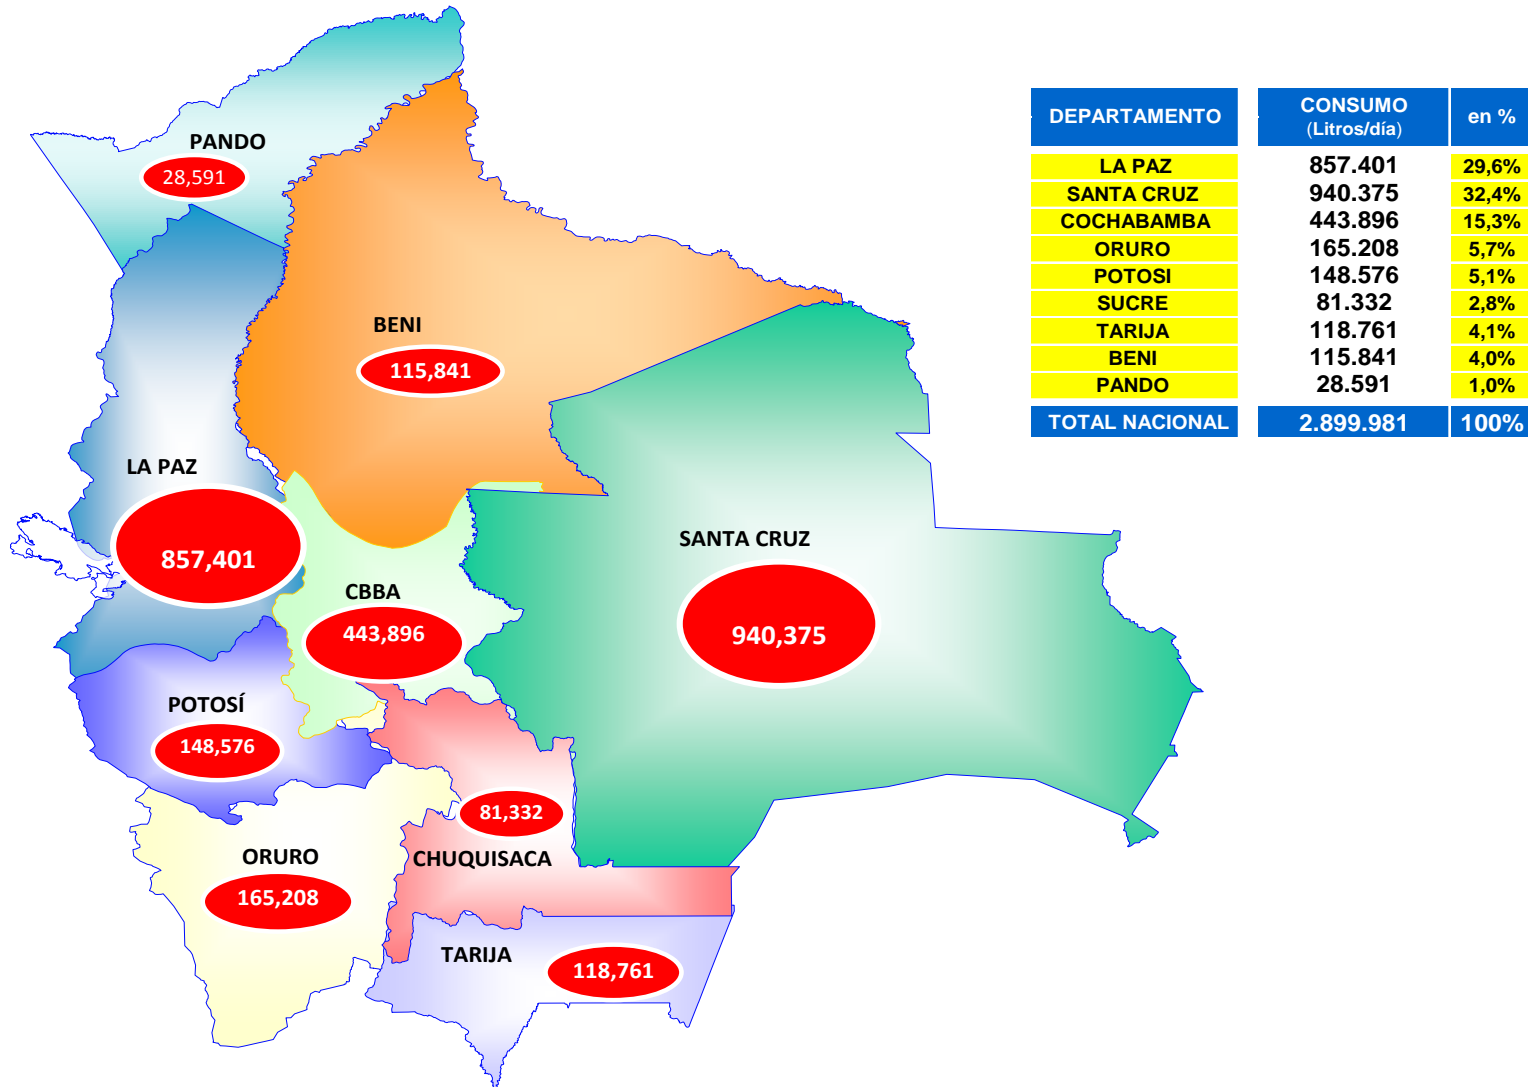 PANDO
28,591
BENI
115,841
LA PAZ
857,401
SANTA CRUZ
940,375
CBBA
443,896
POTOSÍ
148,576
81,332
CHUQUISACA
ORURO
165,208
TARIJA
118,761
DEPARTAMENTO CONSUMO (Litros/día) en %
LA PAZ 857.401 29,6%
SANTA CRUZ 940.375 32,4%
COCHABAMBA 443.896 15,3%
ORURO 165.208 5,7%
POTOSI 148.576 5,1%
SUCRE 81.332 2,8%
TARIJA 118.761 4,1%
BENI 115.841 4,0%
PANDO 28.591 1,0%
TOTAL NACIONAL 2.899.981 100%